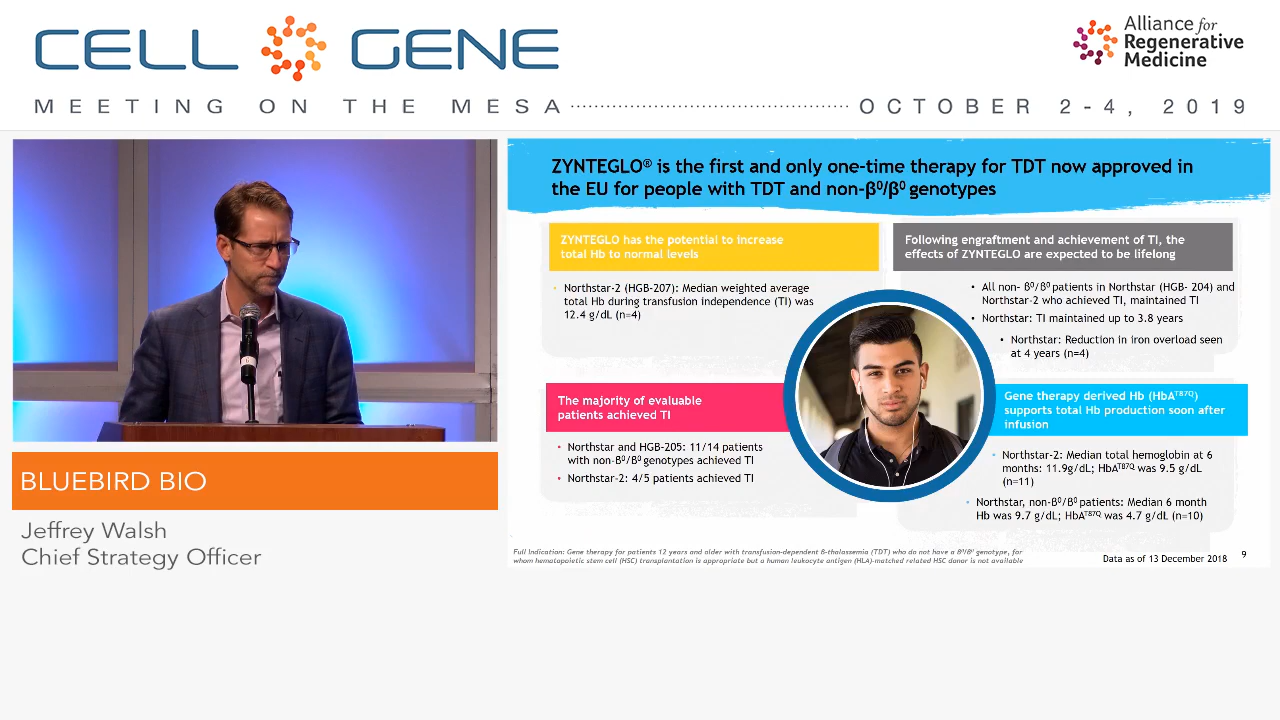 CELL GENE
Alliance for
Regenerative
Medicine
MEETING ON THE MESA
OCTOBER 2-4, 2019
ZYNTEGLO® is the first and only one-time therapy for TDT now approved in
the EU for people with TDT and non-β⁰/β⁰ genotypes
ZYNTEGLO has the potential to increase
total Hb to normal levels
• Northstar-2 (HGB-207): Median weighted average
total Hb during transfusion independence (TI) was
12.4 g/dL (n=4)
Following engraftment and achievement of TI, the
effects of ZYNTEGLO are expected to be lifelong
• All non- β⁰/β⁰ patients in Northstar (HGB- 204) and
Northstar-2 who achieved TI, maintained TI
• Northstar: TI maintained up to 3.8 years
• Northstar: Reduction in iron overload seen
at 4 years (n=4)
The majority of evaluable
patients achieved TI
• Northstar and HGB-205: 11/14 patients
with non-β⁰/β⁰ genotypes achieved TI
• Northstar-2: 4/5 patients achieved TI
Gene therapy derived Hb (HbAᵀ⁸⁷Q)
supports total Hb production soon after
infusion
• Northstar-2: Median total hemoglobin at 6
months: 11.9g/dL; HbAᵀ⁸⁷Q was 9.5 g/dL
(n=11)
• Northstar, non-β⁰/β⁰ patients: Median 6 month
Hb was 9.7 g/dL; HbAᵀ⁸⁷Q was 4.7 g/dL (n=10)
Full Indication: Gene therapy for patients 12 years and older with transfusion-dependent β-thalassemia (TDT) who do not have a β⁰/β⁰ genotype, for
whom hematopoietic stem cell (HSC) transplantation is appropriate but a human leukocyte antigen (HLA)-matched related HSC donor is not available
Data as of 13 December 2018
9
BLUEBIRD BIO
Jeffrey Walsh
Chief Strategy Officer